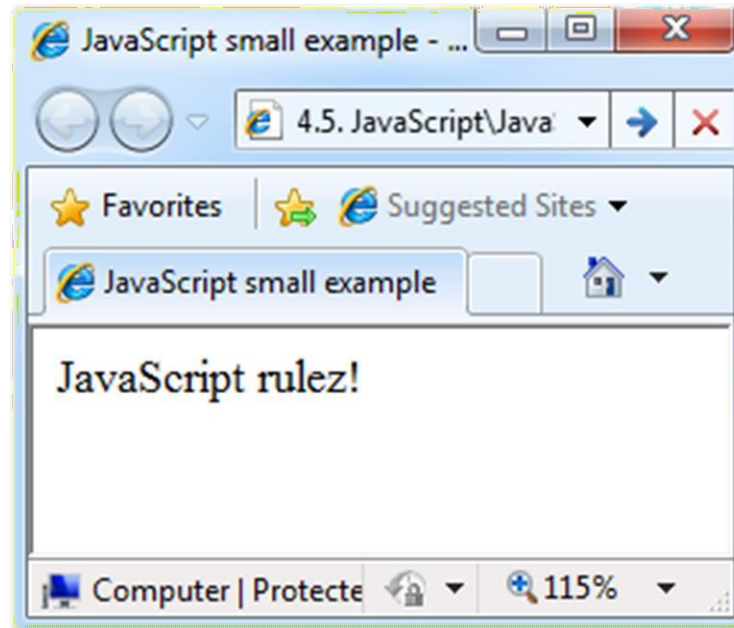 JavaScript small example - ...
4.5. JavaScript\Java
Favorites Suggested Sites
JavaScript small example
JavaScript rulez!
Computer | Protecte 115%